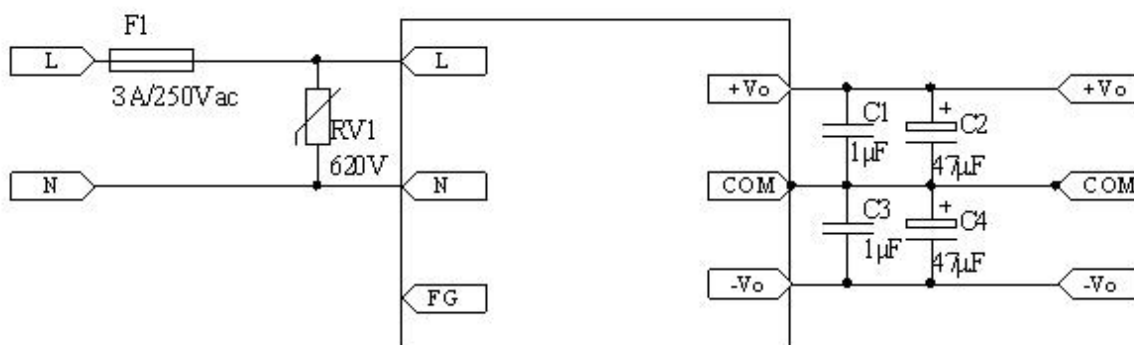 F1
L
L
3A/250Vac
+Vo
+Vo
C1
+
C2
RV1
1µF
620V
47µF
N
N
COM
COM
C3
+
C4
1µF
47µF
FG
-Vo
-Vo